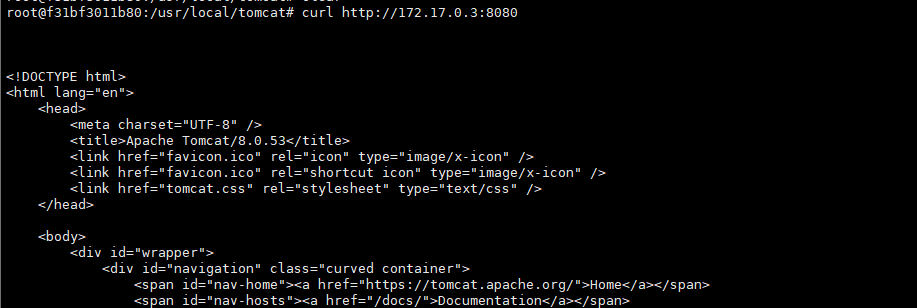 root@f31bf3011b80:/usr/local/tomcat# curl http://172.17.0.3:8080
<!DOCTYPE html>
<html lang="en">
    <head>
        <meta charset="UTF-8" />
        <title>Apache Tomcat/8.0.53</title>
        <link href="favicon.ico" rel="icon" type="image/x-icon" />
        <link href="favicon.ico" rel="shortcut icon" type="image/x-icon" />
        <link href="tomcat.css" rel="stylesheet" type="text/css" />
    </head>

    <body>
        <div id="wrapper">
            <div id="navigation" class="curved container">
                <span id="nav-home"><a href="https://tomcat.apache.org/">Home</a></span>
                <span id="nav-hosts"><a href="/docs/">Documentation</a></span>